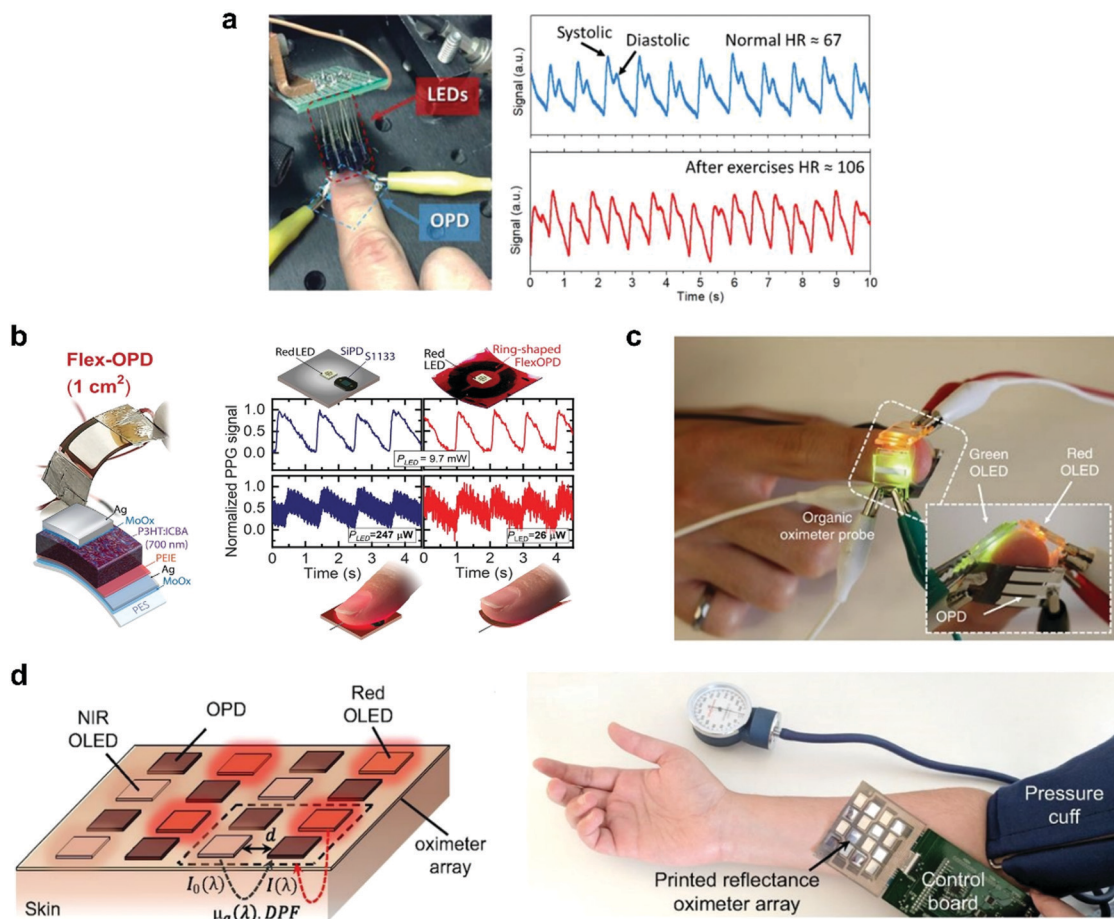 a
LEDs
OPD
Systolic
Diastolic
Normal HR ≈ 67
Signal (a.u.)
After exercises HR ≈ 106
Signal (a.u.)
0 1 2 3 4 5 6 7 8 9 10
Time (s)
b
Flex-OPD
(1 cm²)
Ag
MoOx
P3HT:ICBA
(700 nm)
PEIE
Ag
MoOx
PES
Red LED
SiPD
S1133
Red
LED
Ring-shaped
FlexOPD
Normalized PPG signal
1.0
0.5
0.0
P_LED = 9.7 mW
1.0
0.5
0.0
P_LED=247 μW
P_LED=26 μW
0 1 2 3 4
0 1 2 3 4
Time (s)
Time (s)
c
Green
OLED
Red
OLED
Organic
oximeter probe
OPD
d
NIR
OLED
OPD
Red
OLED
d
oximeter
array
I₀(λ)
I(λ)
μₐ(λ), DPF
Skin
Pressure
cuff
Printed reflectance
oximeter array
Control
board